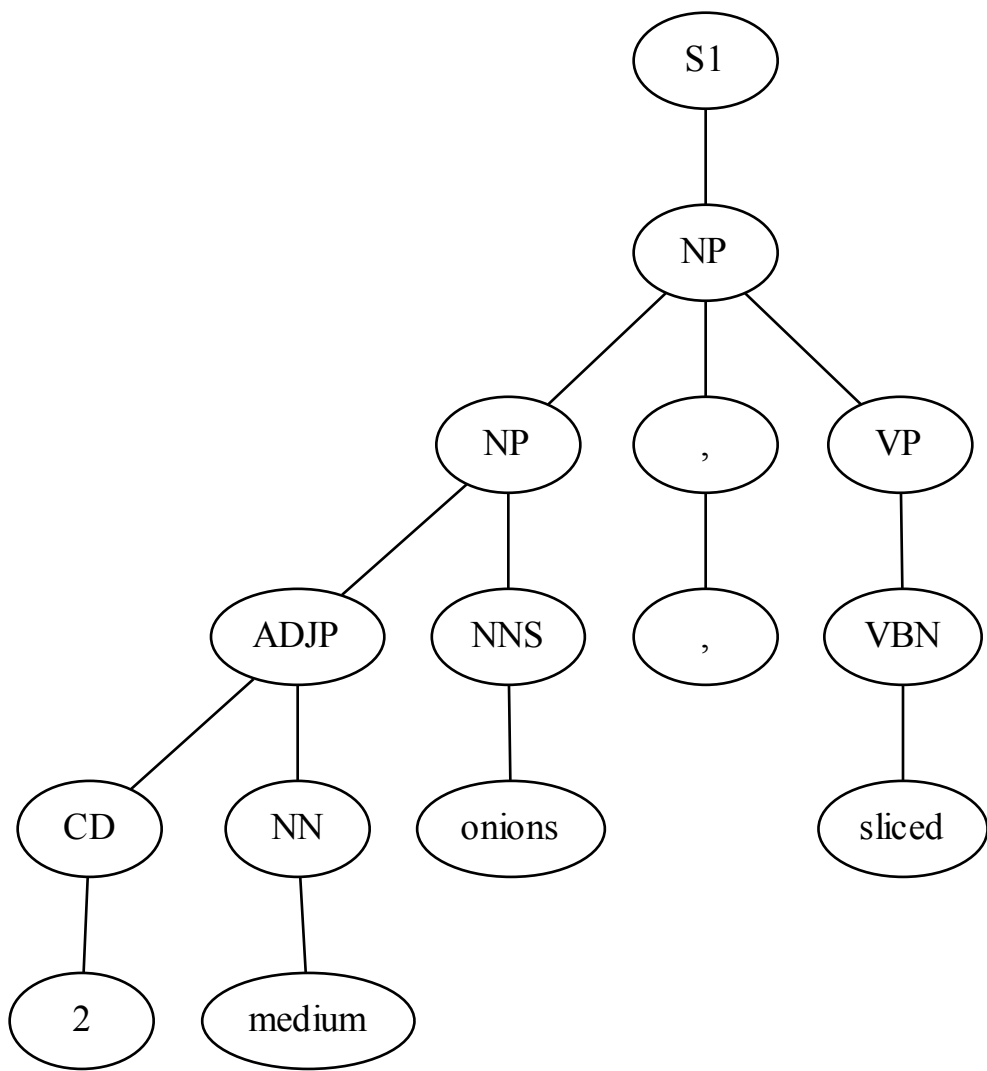 S1
NP
NP , VP
ADJP NNS , VBN
CD NN onions sliced
2 medium